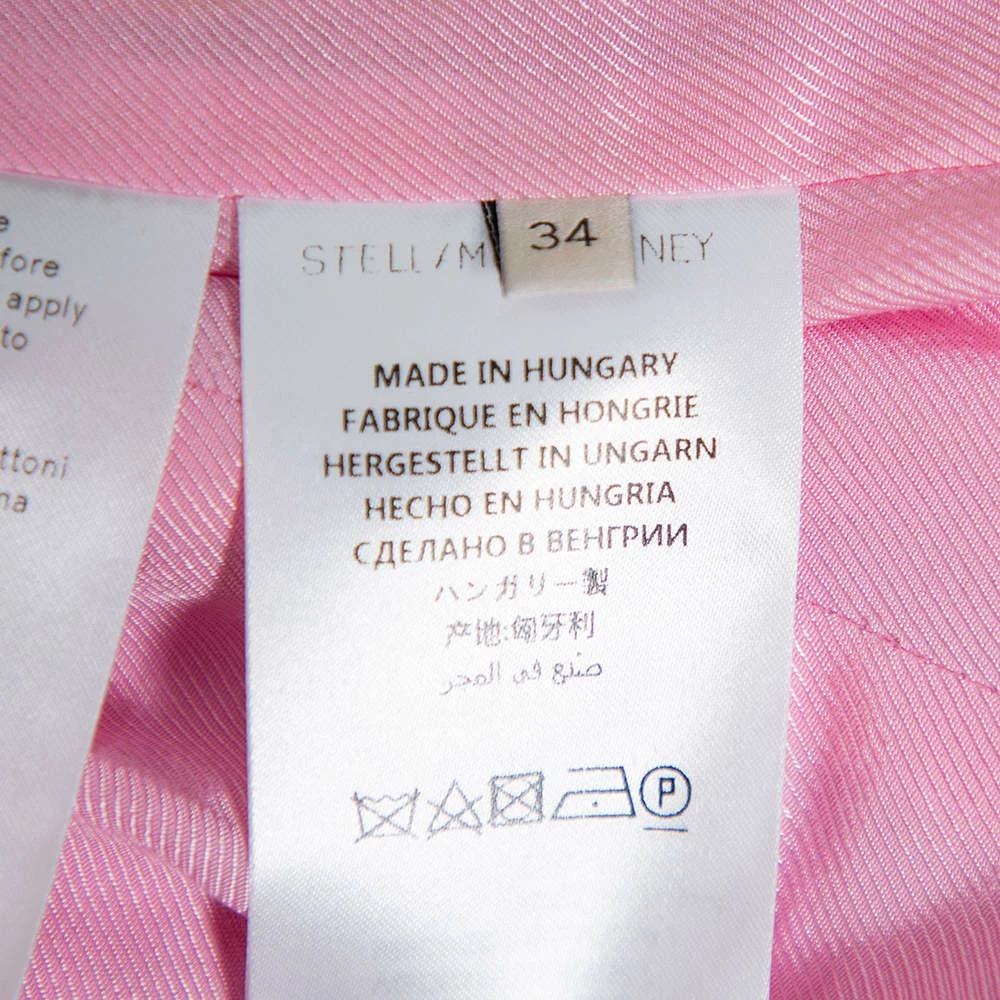 fore
apply
to
STELL/M NEY
34
MADE IN HUNGARY
FABRIQUE EN HONGRIE
HERGESTELLT IN UNGARN
HECHO EN HUNGRIA
СДЕЛАНО В ВЕНГРИИ
ハンガリー製
产地:匈牙利
صنع في المجر
P
ttoni